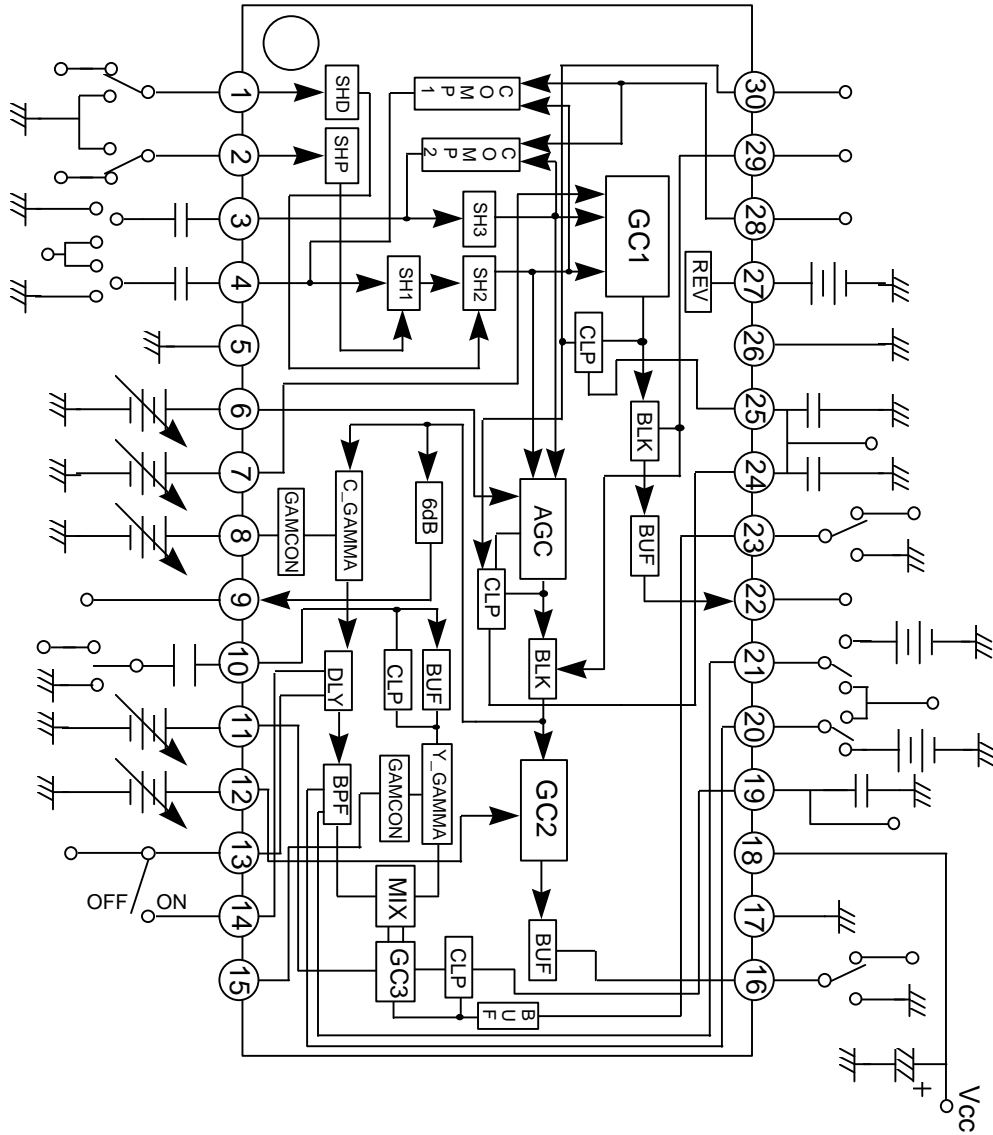 1
2
3
4
5
6
7
8
9
10
11
12
13
14
15
30
29
28
27
26
25
24
23
22
21
20
19
18
17
16
SHD
SHP
COMP1
COMP2
SH3
SH1
SH2
GC1
REV
CLP
BLK
BUF
C_GAMMA
GAMCON
6dB
AGC
CLP
BLK
DLY
CLP
BUF
BPF
GAMCON
Y_GAMMA
GC2
MIX
GC3
CLP
BUF
BUF
OFF
ON
+
Vcc